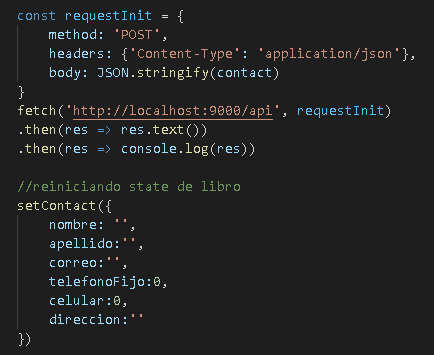 const requestInit = {
method: 'POST',
headers: {'Content-Type': 'application/json'},
body: JSON.stringify(contact)
}
fetch('http://localhost:9000/api', requestInit)
.then(res => res.text())
.then(res => console.log(res))
//reiniciando state de libro
setContact({
nombre: '',
apellido:'',
correo:'',
telefonoFijo:0,
celular:0,
direccion:''
})